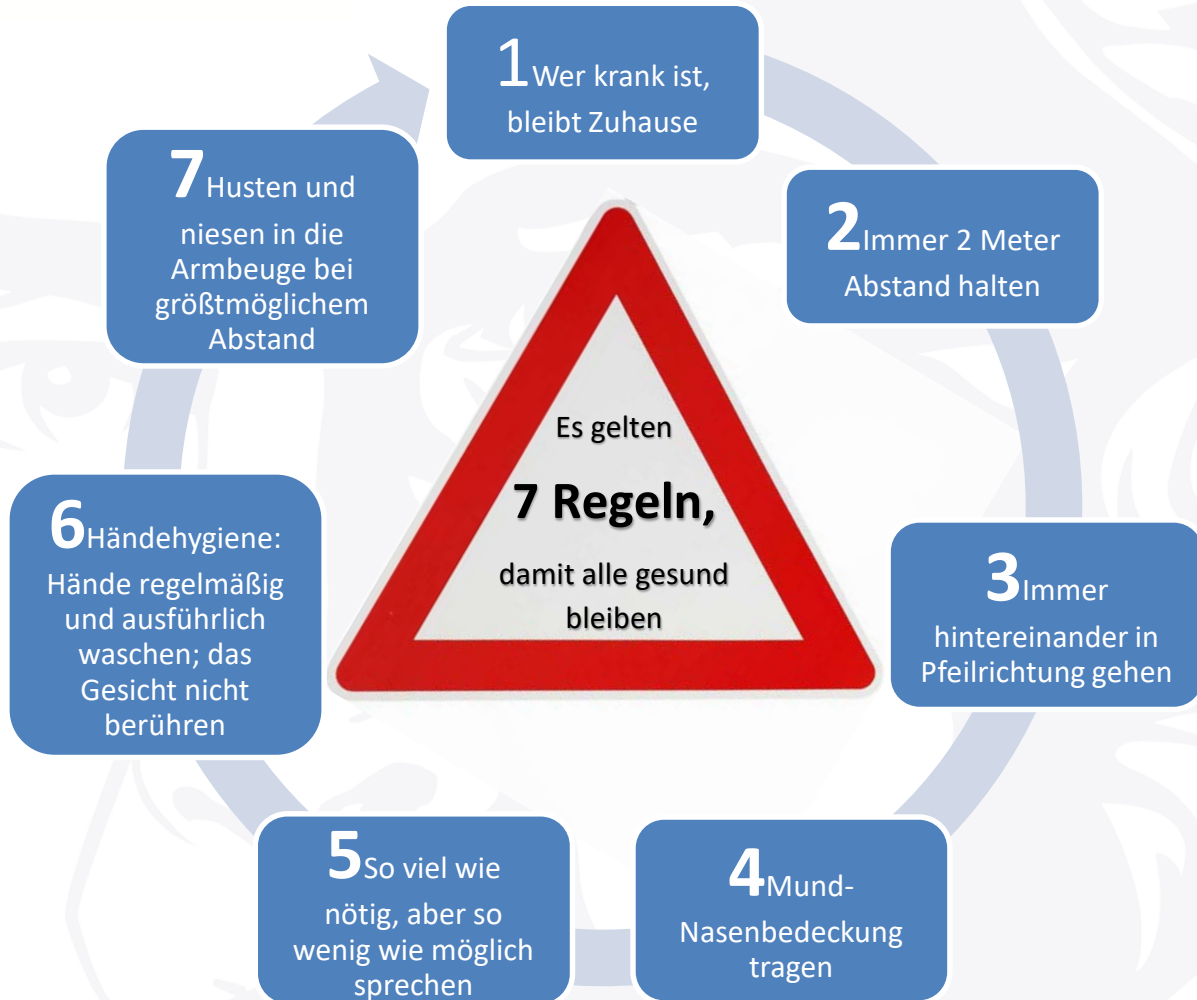 1Wer krank ist,
bleibt Zuhause
2Immer 2 Meter
Abstand halten
3Immer
hintereinander in
Pfeilrichtung gehen
4Mund-
Nasenbedeckung
tragen
5So viel wie
nötig, aber so
wenig wie möglich
sprechen
6Händehygiene:
Hände regelmäßig
und ausführlich
waschen; das
Gesicht nicht
berühren
7Husten und
niesen in die
Armbeuge bei
größtmöglichem
Abstand
Es gelten
7 Regeln,
damit alle gesund
bleiben